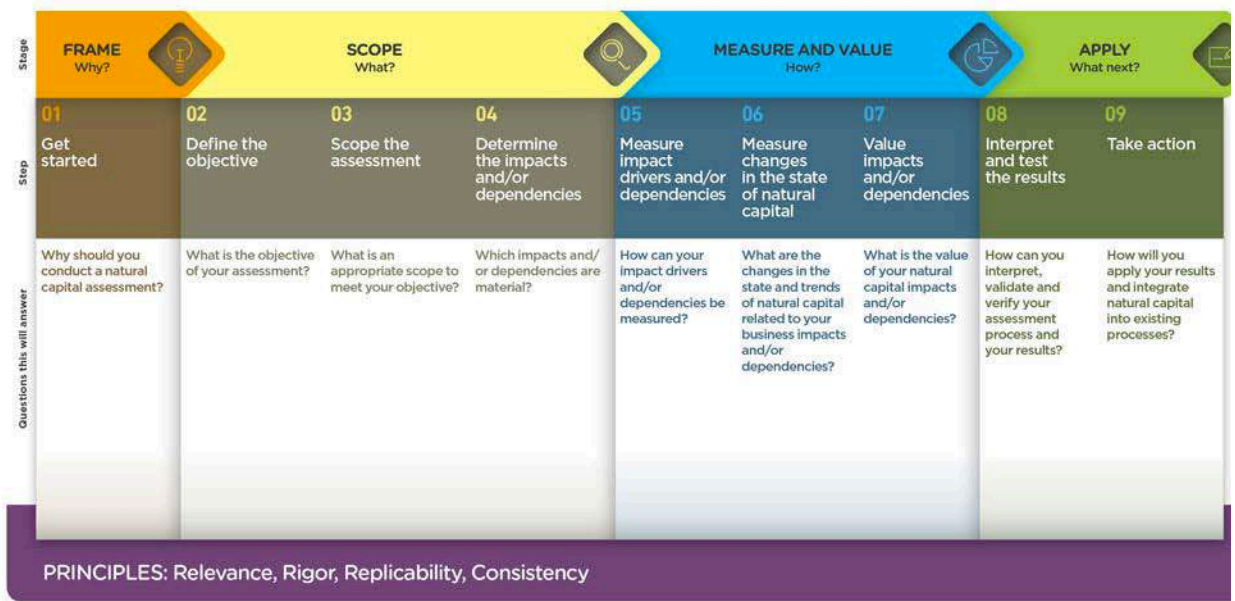 Stage
FRAME
Why?
SCOPE
What?
MEASURE AND VALUE
How?
APPLY
What next?
Step
01
Get
started
02
Define the
objective
03
Scope the
assessment
04
Determine
the impacts
and/or
dependencies
05
Measure
impact
drivers and/or
dependencies
06
Measure
changes
in the state
of natural
capital
07
Value
impacts
and/or
dependencies
08
Interpret
and test
the results
09
Take action
Questions this will answer
Why should you
conduct a natural
capital assessment?
What is the objective
of your assessment?
What is an
appropriate scope to
meet your objective?
Which impacts and/
or dependencies are
material?
How can your
impact drivers
and/or
dependencies be
measured?
What are the
changes in the
state and trends
of natural capital
related to your
business impacts
and/or
dependencies?
What is the value
of your natural
capital impacts
and/or
dependencies?
How can you
interpret,
validate and
verify your
assessment
process and
your results?
How will you
apply your results
and integrate
natural capital
into existing
processes?
PRINCIPLES: Relevance, Rigor, Replicability, Consistency